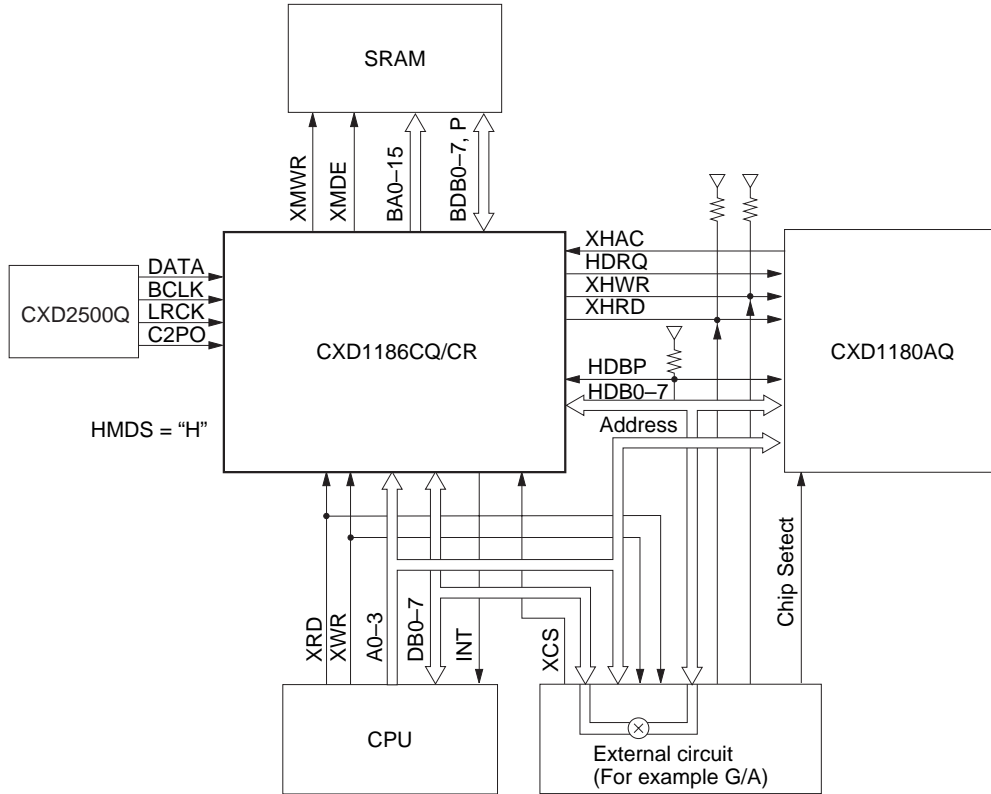 SRAM
XMWR
XMDE
BA0–15
BDB0–7, P
CXD2500Q
DATA
BCLK
LRCK
C2PO
CXD1186CQ/CR
XHAC
HDRQ
XHWR
XHRD
HDBP
HDB0–7
Address
CXD1180AQ
HMDS = “H”
XRD
XWR
A0–3
DB0–7
INT
XCS
Chip Setect
CPU
External circuit
(For example G/A)